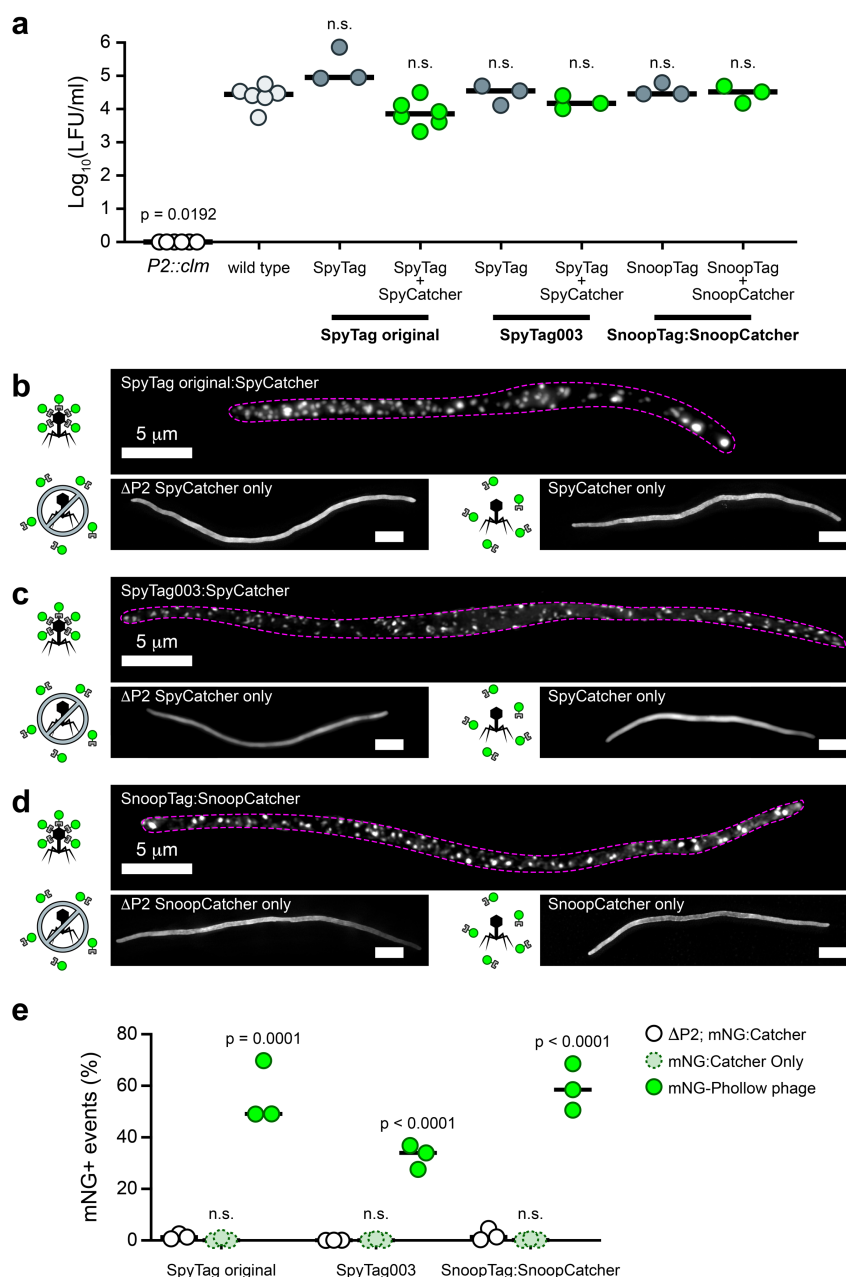 a
Log10(LFU/ml)
6
5
4
3
2
1
0
p = 0.0192
n.s.
n.s.
n.s.
n.s.
n.s.
n.s.
P2::clm
wild type
SpyTag
SpyTag
+
SpyCatcher
SpyTag
SpyTag
+
SpyCatcher
SnoopTag
SnoopTag
+
SnoopCatcher
SpyTag original
SpyTag003
SnoopTag:SnoopCatcher
b
SpyTag original:SpyCatcher
5 μm
ΔP2 SpyCatcher only
SpyCatcher only
c
SpyTag003:SpyCatcher
5 μm
ΔP2 SpyCatcher only
SpyCatcher only
d
SnoopTag:SnoopCatcher
5 μm
ΔP2 SnoopCatcher only
SnoopCatcher only
e
mNG+ events (%)
80
60
40
20
0
p = 0.0001
p < 0.0001
p < 0.0001
n.s.
n.s.
n.s.
ΔP2; mNG:Catcher
mNG:Catcher Only
mNG-Phollow phage
SpyTag original
SpyTag003
SnoopTag:SnoopCatcher